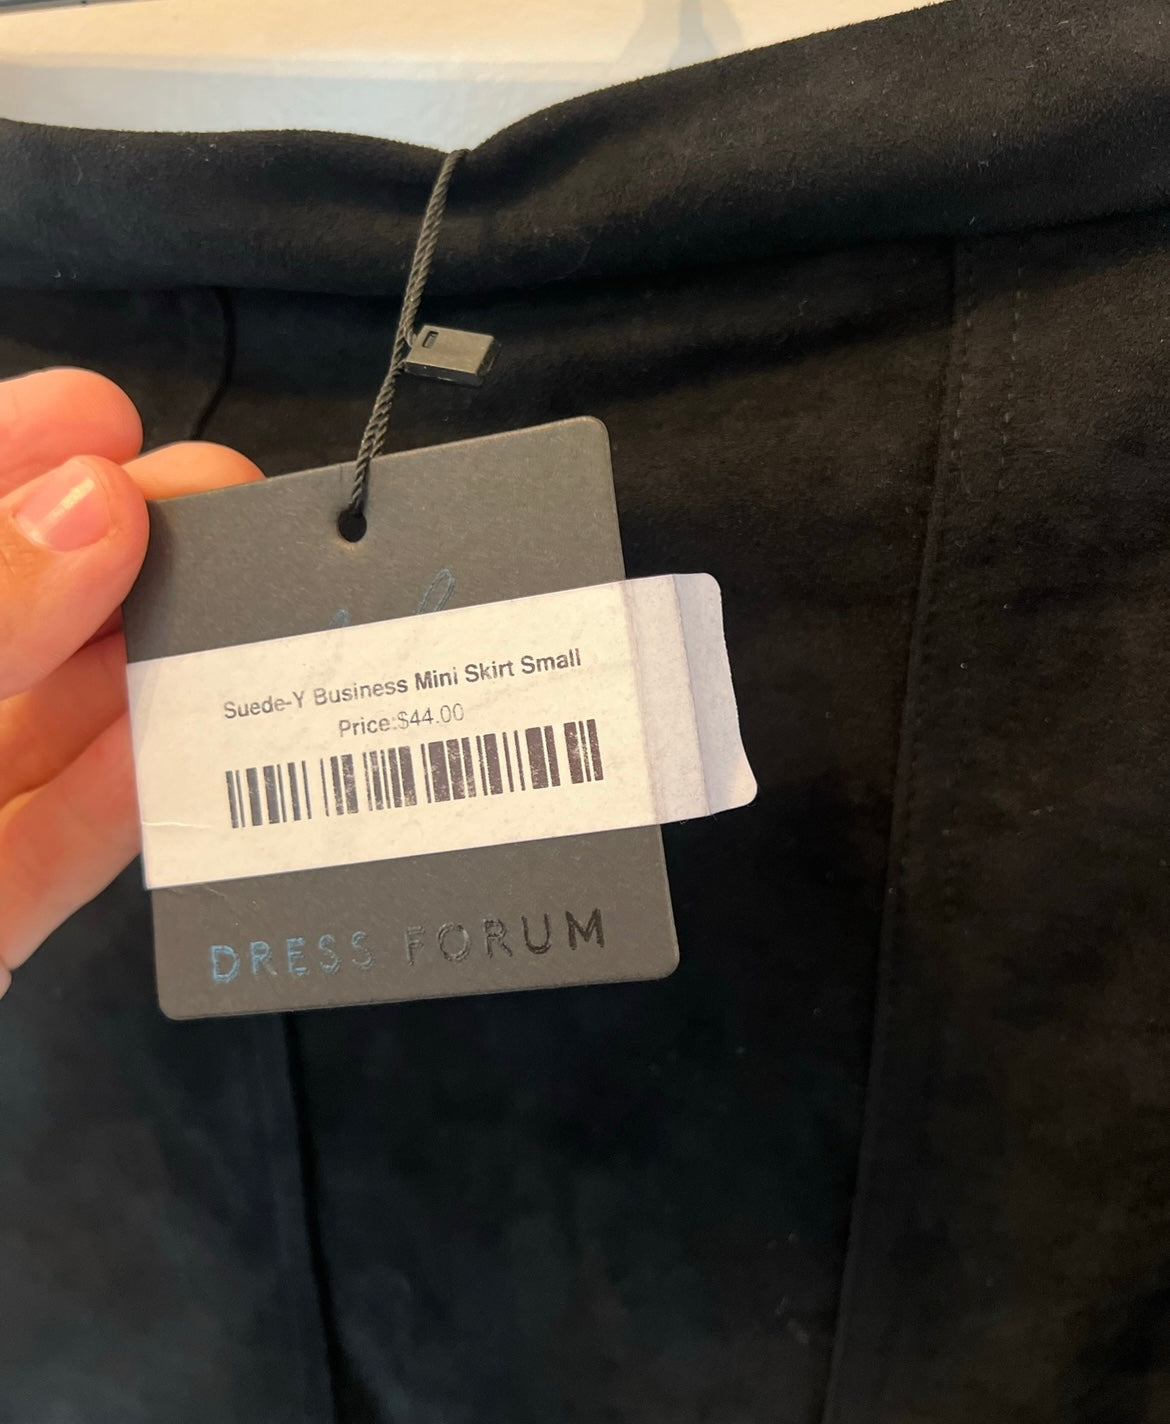 Suede-Y Business Mini Skirt Small
Price:$44.00
DRESS FORUM